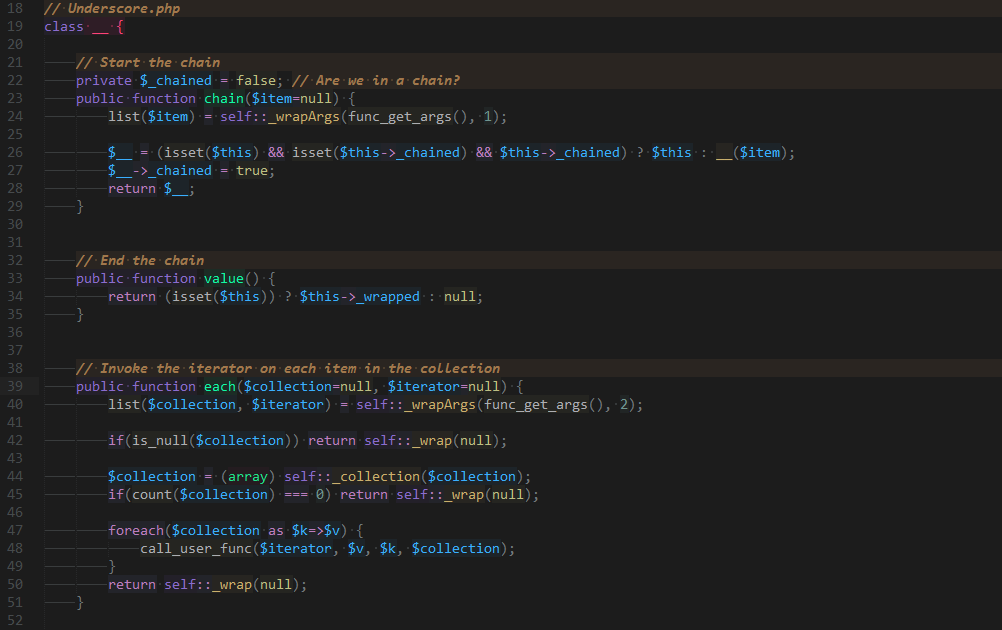 18 // Underscore.php
19 class __ {
20
21 // Start the chain
22 private $_chained = false; // Are we in a chain?
23 public function chain($item=null) {
24 list($item) = self::_wrapArgs(func_get_args(), 1);
25
26 $__ = (isset($this) && isset($this->_chained) && $this->_chained) ? $this : __($item);
27 $__->_chained = true;
28 return $__;
29 }
30
31
32 // End the chain
33 public function value() {
34 return (isset($this)) ? $this->_wrapped : null;
35 }
36
37
38 // Invoke the iterator on each item in the collection
39 public function each($collection=null, $iterator=null) {
40 list($collection, $iterator) = self::_wrapArgs(func_get_args(), 2);
41
42 if(is_null($collection)) return self::_wrap(null);
43
44 $collection = (array) self::_collection($collection);
45 if(count($collection) === 0) return self::_wrap(null);
46
47 foreach($collection as $k=>$v) {
48 call_user_func($iterator, $v, $k, $collection);
49 }
50 return self::_wrap(null);
51 }
52